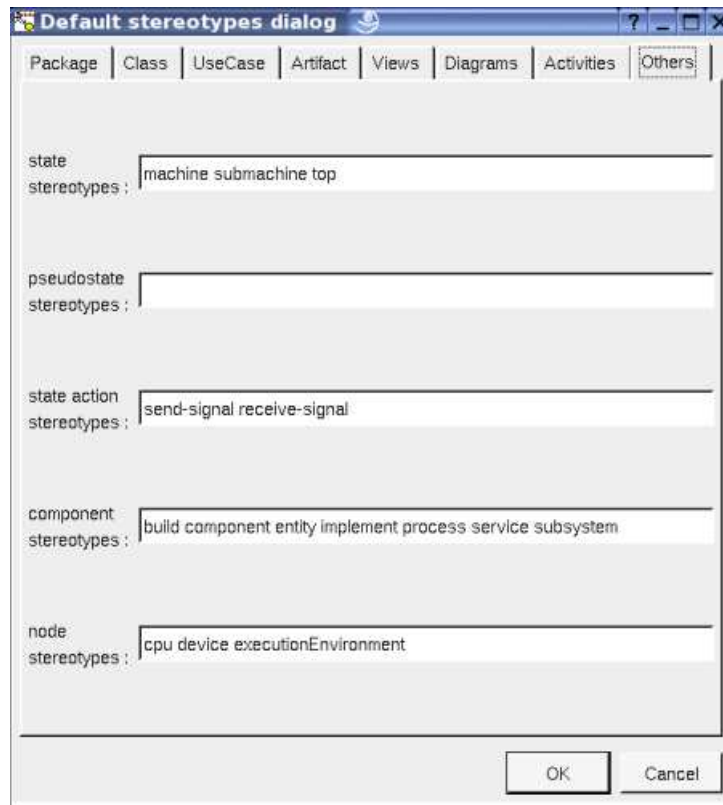 Default stereotypes dialog
Package Class UseCase Artifact Views Diagrams Activities Others
state
stereotypes :
machine submachine top
pseudostate
stereotypes :
state action
stereotypes :
send-signal receive-signal
component
stereotypes :
build component entity implement process service subsystem
node
stereotypes :
cpu device executionEnvironment
OK Cancel